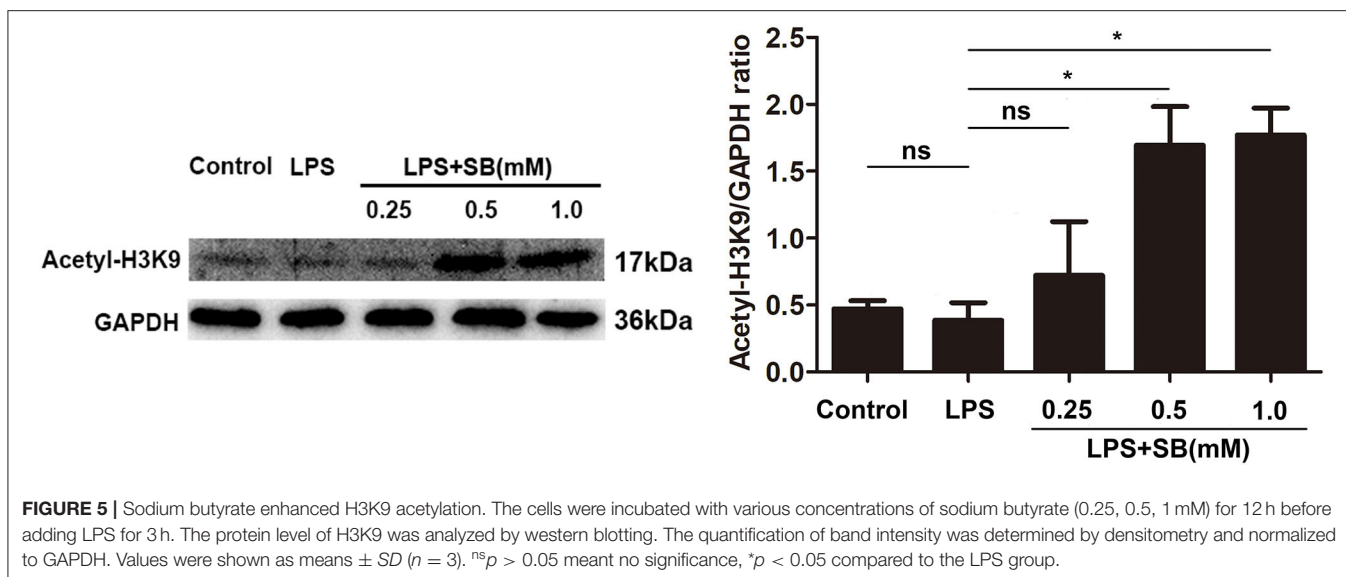 Control LPS LPS+SB(mM)
0.25 0.5 1.0
Acetyl-H3K9 17kDa
GAPDH 36kDa
Acetyl-H3K9/GAPDH ratio
2.5
2.0
1.5
1.0
0.5
0.0
*
*
ns
ns
Control LPS 0.25 0.5 1.0
LPS+SB(mM)
FIGURE 5 | Sodium butyrate enhanced H3K9 acetylation. The cells were incubated with various concentrations of sodium butyrate (0.25, 0.5, 1 mM) for 12 h before
adding LPS for 3 h. The protein level of H3K9 was analyzed by western blotting. The quantification of band intensity was determined by densitometry and normalized
to GAPDH. Values were shown as means ± SD (n = 3). nsp > 0.05 meant no significance, *p < 0.05 compared to the LPS group.